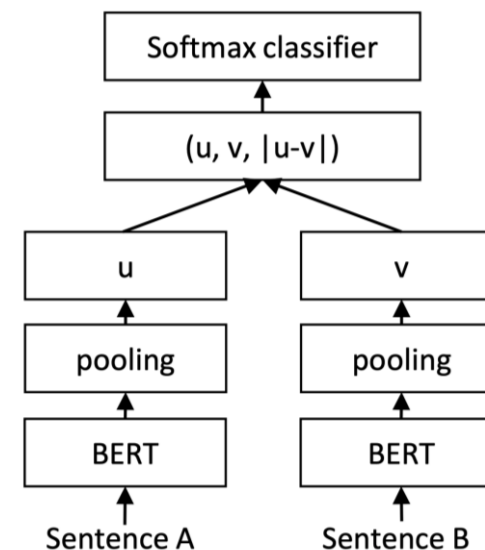 Softmax classifier
(u, v, |u-v|)
u
v
pooling
pooling
BERT
BERT
Sentence A
Sentence B